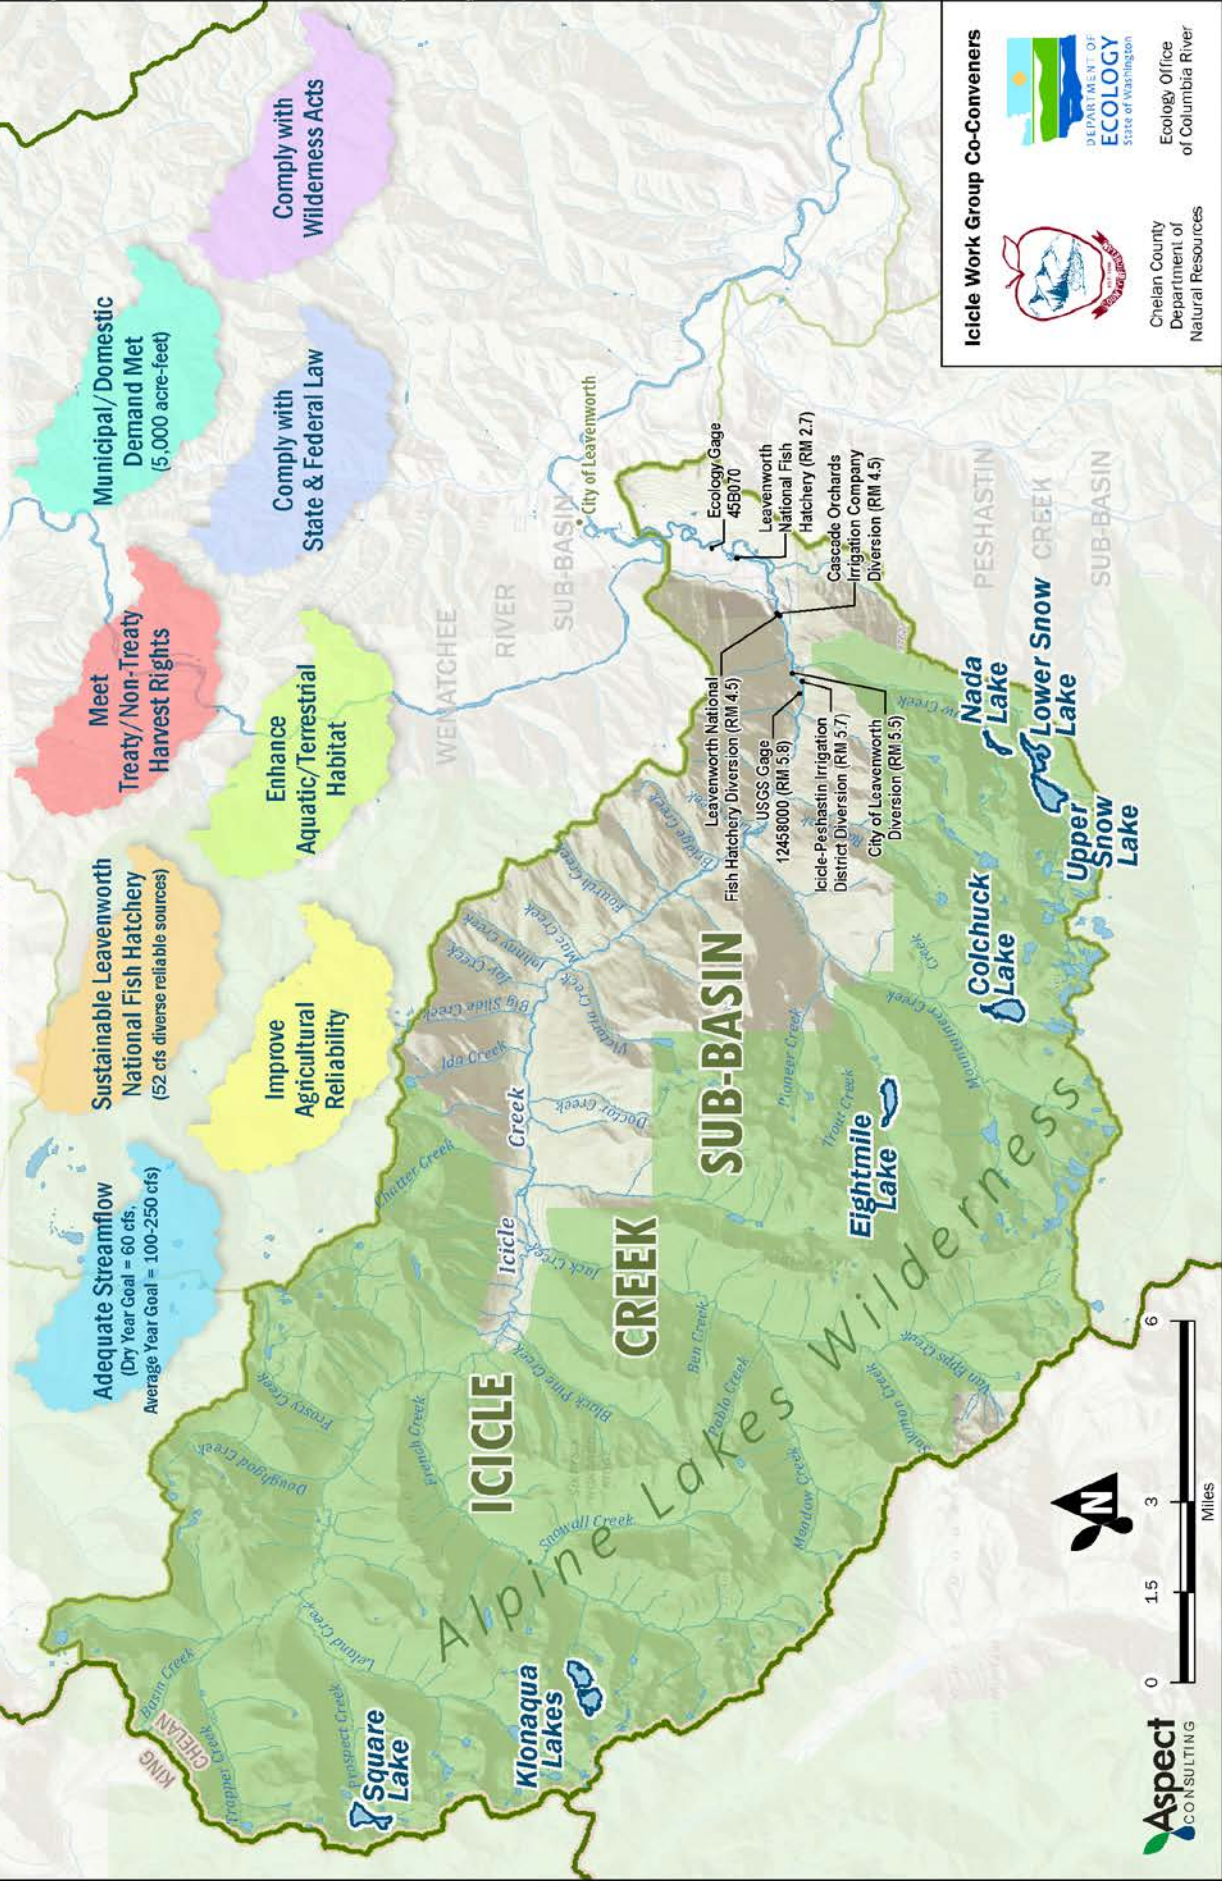 Adequate Streamflow
(Dry Year Goal = 60 cfs,
Average Year Goal = 100-250 cfs)
Sustainable Leavenworth
National Fish Hatchery
(52 cfs diverse reliable sources)
Meet
Treaty/Non-Treaty
Harvest Rights
Municipal/Domestic
Demand Met
(5,000 acre-feet)
Improve
Agricultural
Reliability
Enhance
Aquatic/Terrestrial
Habitat
Comply with
State & Federal Law
Comply with
Wilderness Acts
WENATCHEE
RIVER
SUB-BASIN
City of Leavenworth
KING
CHELAN
Basin Creek
Trapper Creek
Prospect Creek
Leland Creek
Doughgod Creek
Frosty Creek
French Creek
Chatter Creek
Ida Creek
Big Slide Creek
Jay Creek
Johnny Creek
Mac Creek
Fourth Creek
Bridge Creek
Victoria Creek
Doctor Creek
Icicle
Creek
Jack Creek
Black Pine Creek
Snowall Creek
Ben Creek
Pablo Creek
Meadow Creek
Solomon Creek
Van Epps Creek
Pioneer Creek
Trout Creek
Mountaineer Creek
Creek
ICICLE
CREEK
SUB-BASIN
Alpine Lakes Wilderness
Square
Lake
Klonaqua
Lakes
Eightmile
Lake
Colchuck
Lake
Upper
Snow
Lake
Nada
Lake
Lower Snow
Lake
Leavenworth National
Fish Hatchery Diversion (RM 4.5)
USGS Gage
12458000 (RM 5.8)
Icicle-Peshastin Irrigation
District Diversion (RM 5.7)
City of Leavenworth
Diversion (RM 5.5)
Ecology Gage
45B070
Leavenworth
National Fish
Hatchery (RM 2.7)
Cascade Orchards
Irrigation Company
Diversion (RM 4.5)
PESHASTIN
CREEK
SUB-BASIN
N
0 1.5 3 6
Miles
Aspect
CONSULTING
Icicle Work Group Co-Conveners
Chelan County
Department of
Natural Resources
DEPARTMENT OF
ECOLOGY
State of Washington
Ecology Office
of Columbia River